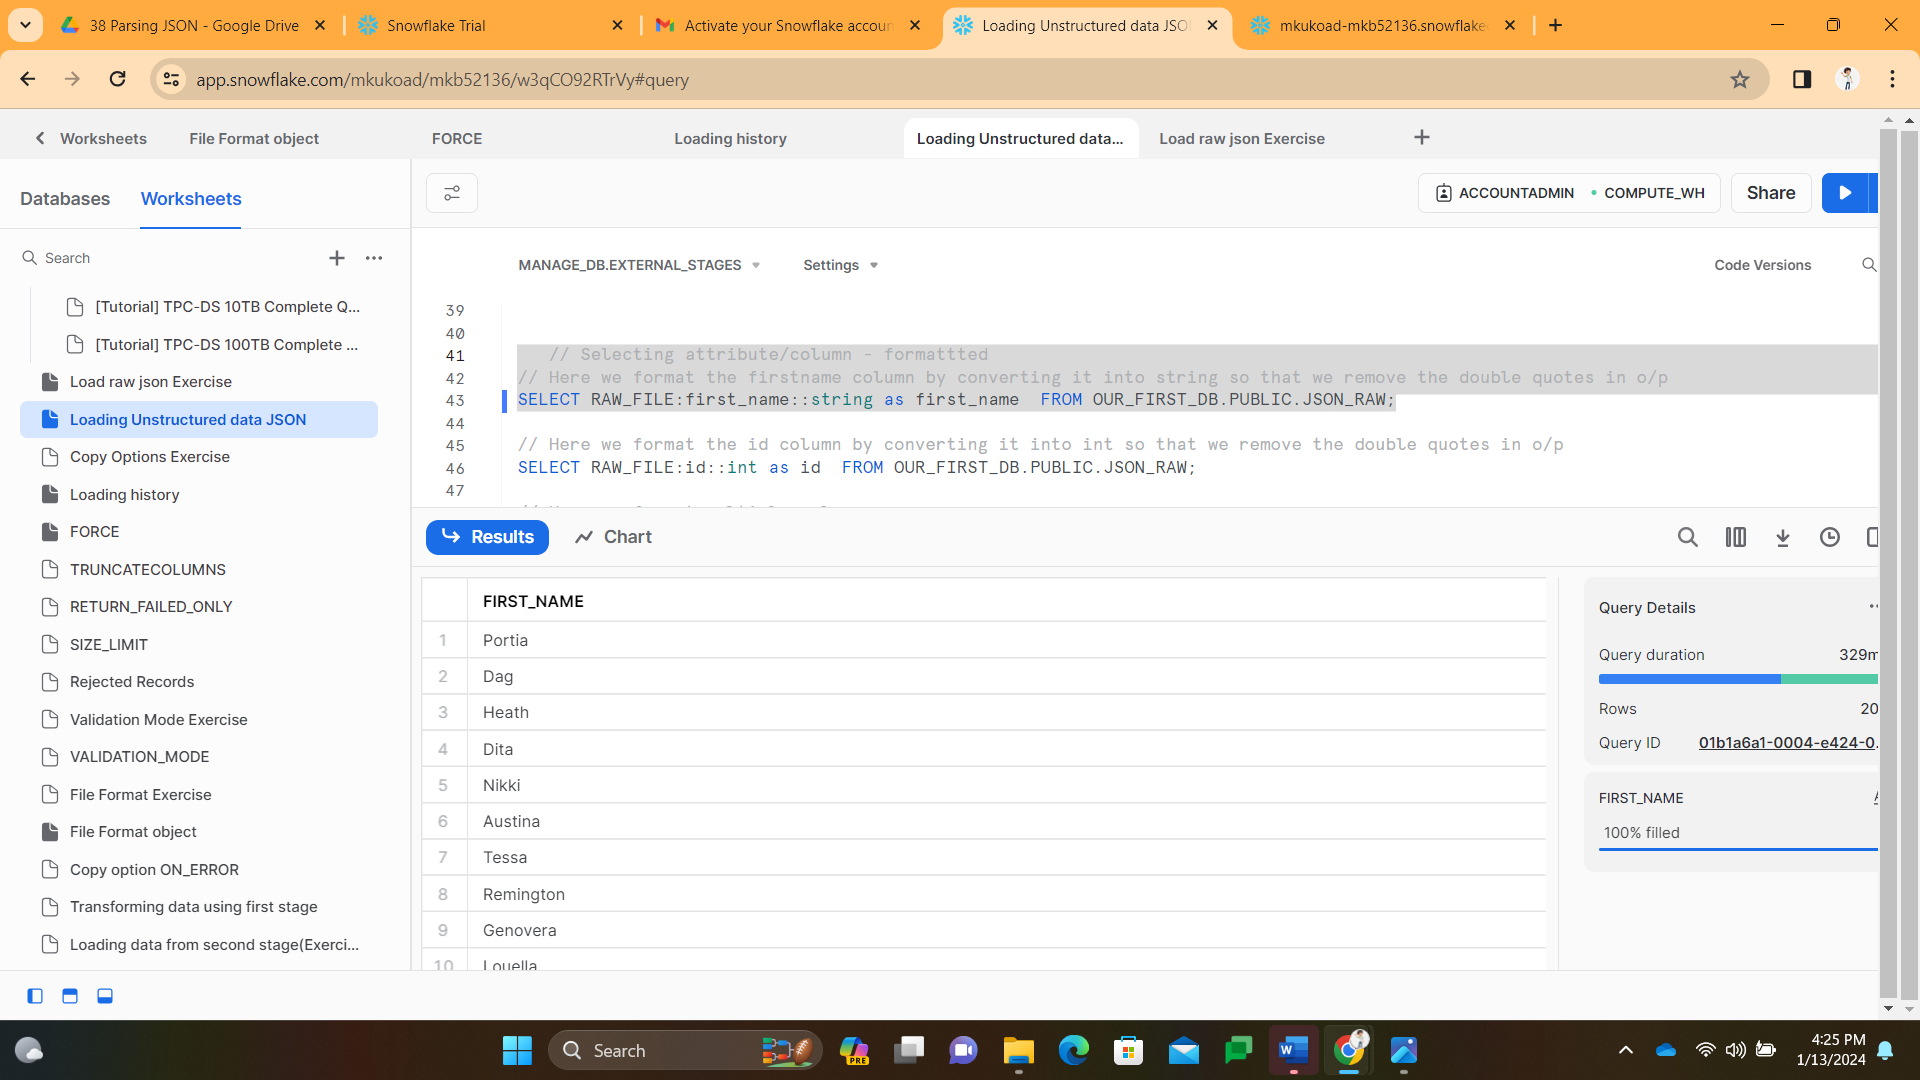 38 Parsing JSON - Google Drive
Snowflake Trial
Activate your Snowflake accoun
Loading Unstructured data JSO
mkukoad-mkb52136.snowflake
app.snowflake.com/mkukoad/mkb52136/w3qCO92RTrVy#query
Worksheets
File Format object
FORCE
Loading history
Loading Unstructured data...
Load raw json Exercise
Databases
Worksheets
ACCOUNTADMIN
COMPUTE_WH
Share
Search
MANAGE_DB.EXTERNAL_STAGES
Settings
Code Versions
[Tutorial] TPC-DS 10TB Complete Q...
[Tutorial] TPC-DS 100TB Complete ...
Load raw json Exercise
Loading Unstructured data JSON
Copy Options Exercise
Loading history
FORCE
TRUNCATECOLUMNS
RETURN_FAILED_ONLY
SIZE_LIMIT
Rejected Records
Validation Mode Exercise
VALIDATION_MODE
File Format Exercise
File Format object
Copy option ON_ERROR
Transforming data using first stage
Loading data from second stage(Exerci...
39
40
41 // Selecting attribute/column - formattted
42 // Here we format the firstname column by converting it into string so that we remove the double quotes in o/p
43 SELECT RAW_FILE:first_name::string as first_name  FROM OUR_FIRST_DB.PUBLIC.JSON_RAW;
44
45 // Here we format the id column by converting it into int so that we remove the double quotes in o/p
46 SELECT RAW_FILE:id::int as id  FROM OUR_FIRST_DB.PUBLIC.JSON_RAW;
47
Results
Chart
FIRST_NAME
1 Portia
2 Dag
3 Heath
4 Dita
5 Nikki
6 Austina
7 Tessa
8 Remington
9 Genovera
10 Louella
Query Details
Query duration 329m
Rows 20
Query ID 01b1a6a1-0004-e424-0.
FIRST_NAME
100% filled
Search
PRE
4:25 PM
1/13/2024